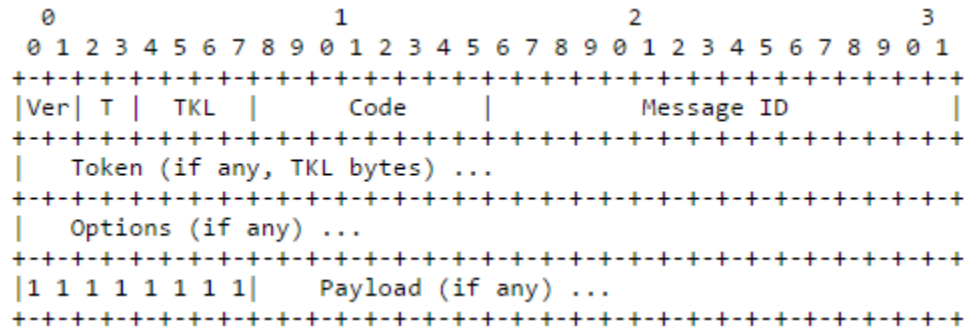 0                   1                   2                   3
 0 1 2 3 4 5 6 7 8 9 0 1 2 3 4 5 6 7 8 9 0 1 2 3 4 5 6 7 8 9 0 1
+-+-+-+-+-+-+-+-+-+-+-+-+-+-+-+-+-+-+-+-+-+-+-+-+-+-+-+-+-+-+-+-+
|Ver| T |  TKL  |      Code     |          Message ID           |
+-+-+-+-+-+-+-+-+-+-+-+-+-+-+-+-+-+-+-+-+-+-+-+-+-+-+-+-+-+-+-+-+
|   Token (if any, TKL bytes) ...
+-+-+-+-+-+-+-+-+-+-+-+-+-+-+-+-+-+-+-+-+-+-+-+-+-+-+-+-+-+-+-+-+
|   Options (if any) ...
+-+-+-+-+-+-+-+-+-+-+-+-+-+-+-+-+-+-+-+-+-+-+-+-+-+-+-+-+-+-+-+-+
|1 1 1 1 1 1 1 1|    Payload (if any) ...
+-+-+-+-+-+-+-+-+-+-+-+-+-+-+-+-+-+-+-+-+-+-+-+-+-+-+-+-+-+-+-+-+